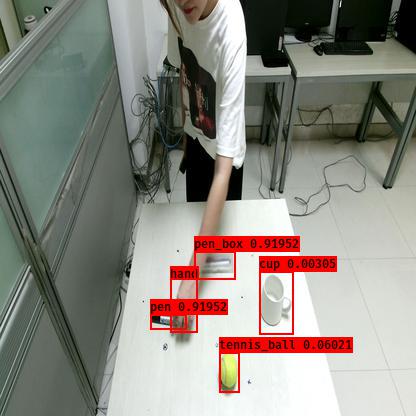 pen_box 0.91952
cup 0.00305
hand
pen 0.91952
tennis_ball 0.06021